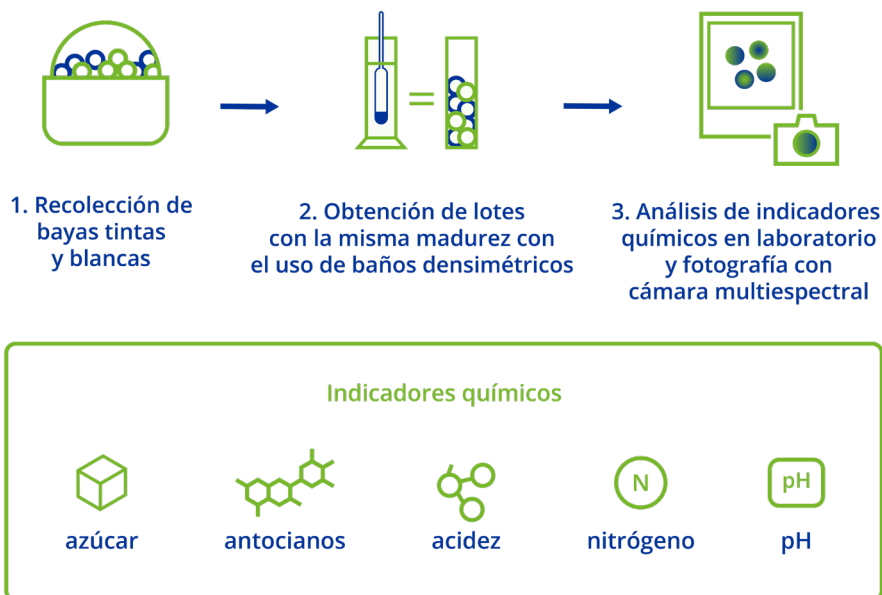 1. Recolección de
bayas tintas
y blancas
2. Obtención de lotes
con la misma madurez con
el uso de baños densimétricos
3. Análisis de indicadores
químicos en laboratorio
y fotografía con
cámara multiespectral
Indicadores químicos
N
pH
azúcar
antocianos
acidez
nitrógeno
pH